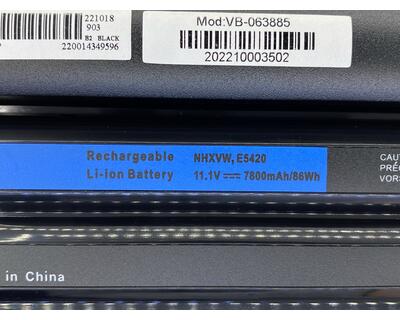 221018
903
B2 BLACK
220014349596
Mod:VB-063885
202210003502
Rechargeable NHXVW, E5420
Li-ion Battery 11.1V ⎓ 7800mAh/86Wh
CAU
PRÉC
VORS
in China